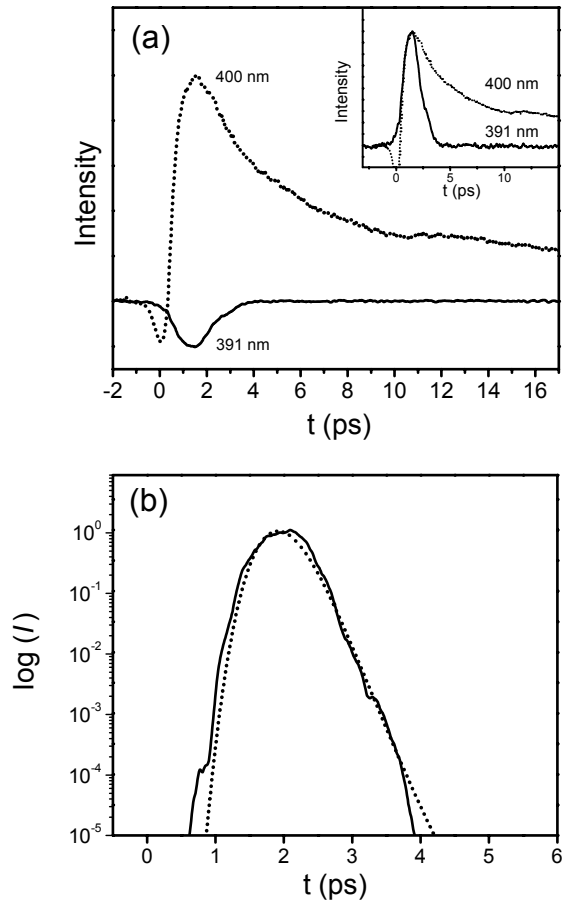 (a)
400 nm
391 nm
Intensity
-2 0 2 4 6 8 10 12 14 16
t (ps)
400 nm
391 nm
Intensity
0 5 10
t (ps)
(b)
10⁰
10⁻¹
10⁻²
10⁻³
10⁻⁴
10⁻⁵
log (I)
0 1 2 3 4 5 6
t (ps)